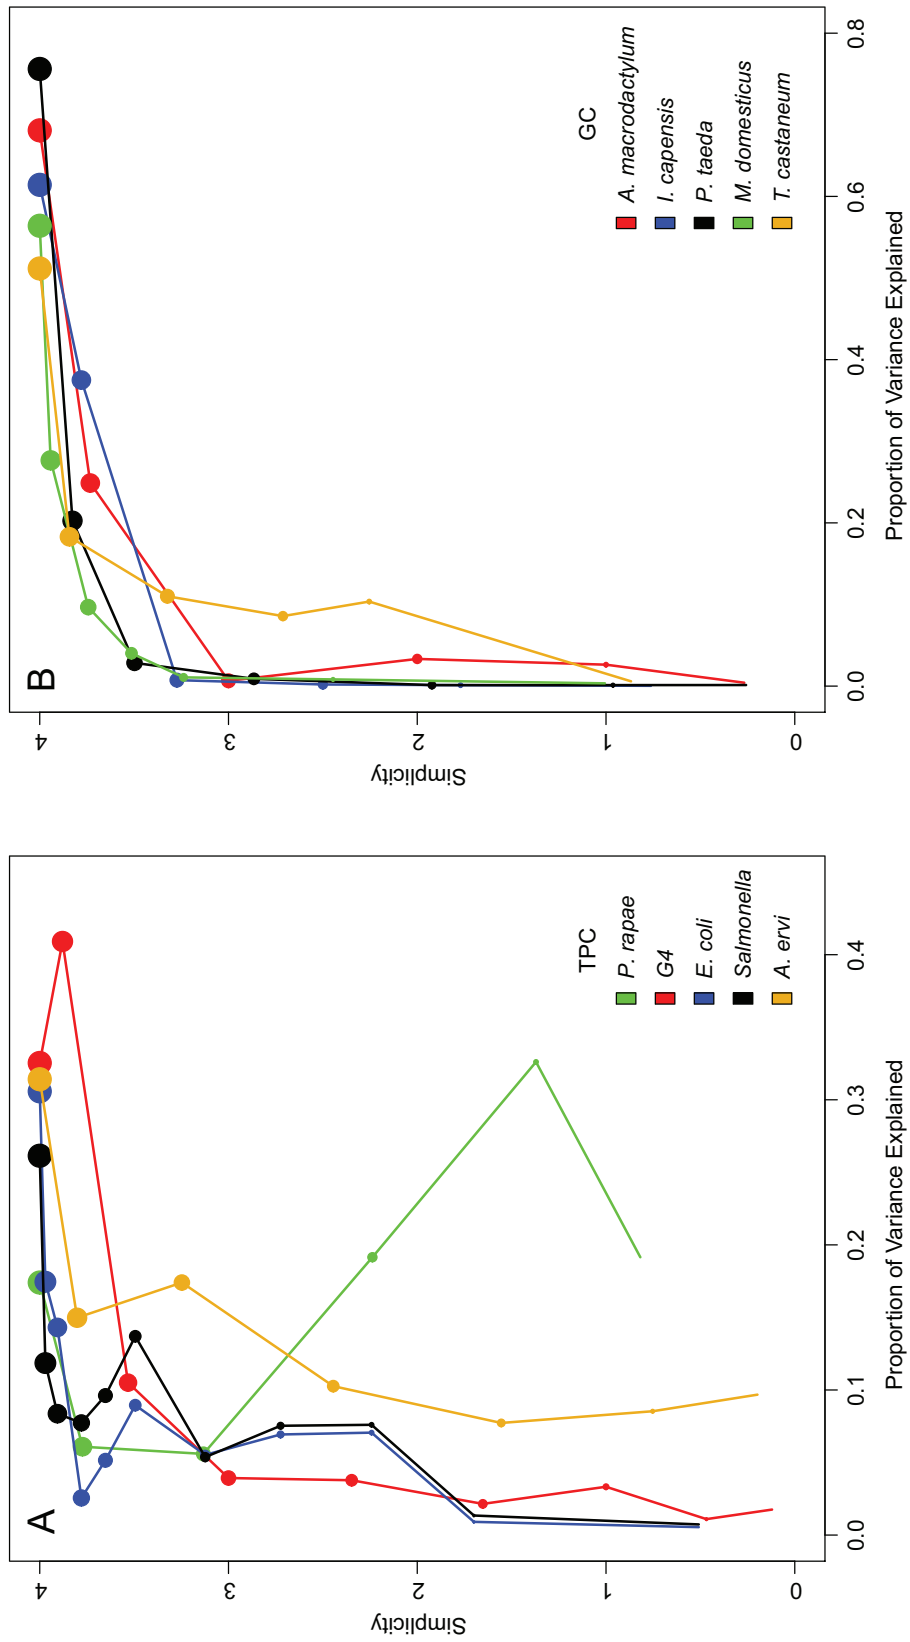 A
Simplicity
4
3
2
1
0
0.0
0.1
0.2
0.3
0.4
Proportion of Variance Explained
TPC
P. rapae
G4
E. coli
Salmonella
A. ervi
B
Simplicity
4
3
2
1
0
0.0
0.2
0.4
0.6
0.8
Proportion of Variance Explained
GC
A. macrodactylum
I. capensis
P. taeda
M. domesticus
T. castaneum